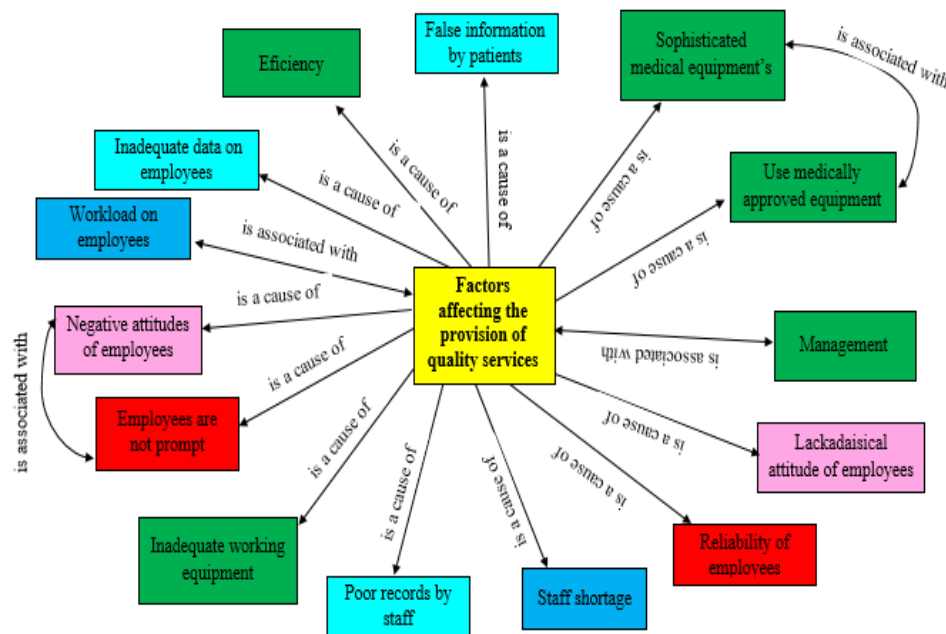 False information
by patients
Sophisticated
medical equipment's
is associated with
Eficiency
is a cause of
is a cause of
is a cause of
Inadequate data on
employees
is a cause of
Use medically
approved equipment
is a cause of
Workload on
employees
is associated with
Factors
affecting the
provision of
quality services
is a cause of
Negative attitudes
of employees
is associated with
Management
is associated with
is a cause of
Employees are
not prompt
is a cause of
Lackadaisical
attitude of employees
is a cause of
is a cause of
is a cause of
is a cause of
Inadequate working
equipment
Reliability of
employees
Poor records by
staff
Staff shortage